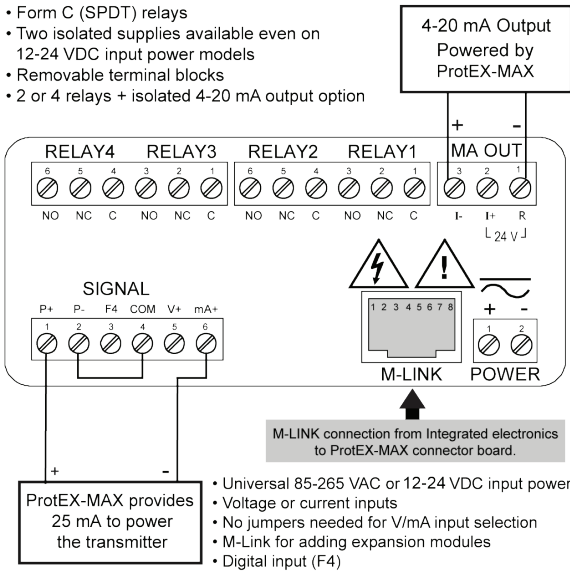 • Form C (SPDT) relays
• Two isolated supplies available even on
12-24 VDC input power models
• Removable terminal blocks
• 2 or 4 relays + isolated 4-20 mA output option
4-20 mA Output
Powered by
ProtEX-MAX
+ -
RELAY4 RELAY3 RELAY2 RELAY1 MA OUT
6 5 4 3 2 1 6 5 4 3 2 1 3 2 1
NO NC C NO NC C NO NC C NO NC C I- I+ R
24 V
SIGNAL
P+ P- F4 COM V+ mA+
1 2 3 4 5 6
!
1 2 3 4 5 6 7 8
+ -
1 2
M-LINK POWER
M-LINK connection from Integrated electronics
to ProtEX-MAX connector board.
+ -
ProtEX-MAX provides
25 mA to power
the transmitter
• Universal 85-265 VAC or 12-24 VDC input power
• Voltage or current inputs
• No jumpers needed for V/mA input selection
• M-Link for adding expansion modules
• Digital input (F4)